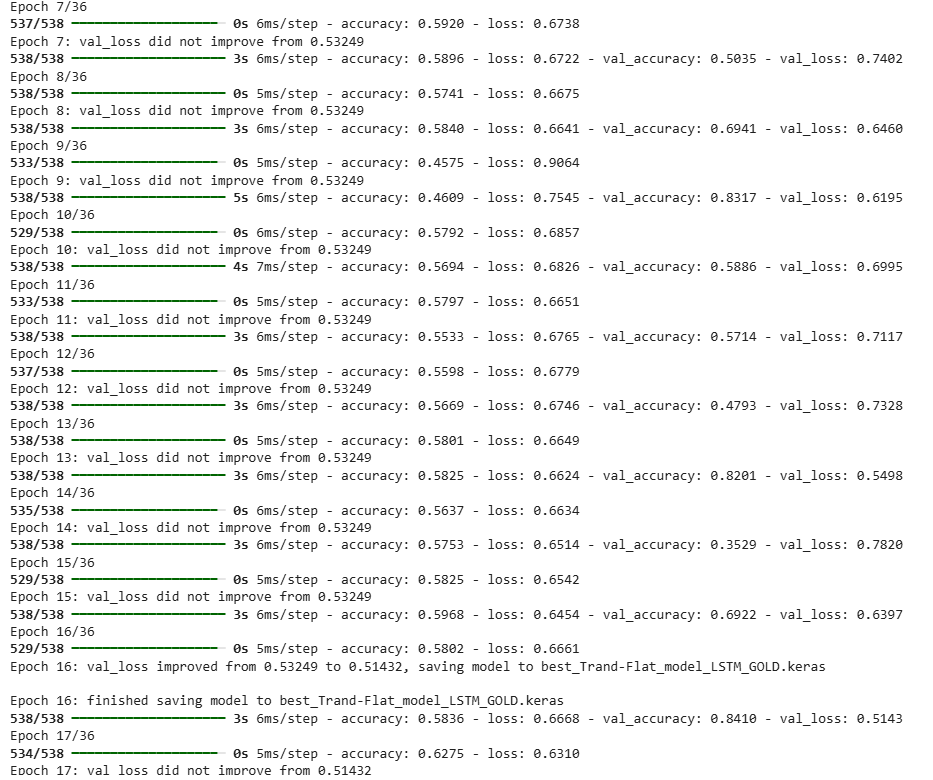 Epoch 7/36
537/538 ━━━━━━━━━━━━━━━━━━━━ 0s 6ms/step - accuracy: 0.5920 - loss: 0.6738
Epoch 7: val_loss did not improve from 0.53249
538/538 ━━━━━━━━━━━━━━━━━━━━ 3s 6ms/step - accuracy: 0.5896 - loss: 0.6722 - val_accuracy: 0.5035 - val_loss: 0.7402
Epoch 8/36
538/538 ━━━━━━━━━━━━━━━━━━━━ 0s 5ms/step - accuracy: 0.5741 - loss: 0.6675
Epoch 8: val_loss did not improve from 0.53249
538/538 ━━━━━━━━━━━━━━━━━━━━ 3s 6ms/step - accuracy: 0.5840 - loss: 0.6641 - val_accuracy: 0.6941 - val_loss: 0.6460
Epoch 9/36
533/538 ━━━━━━━━━━━━━━━━━━━━ 0s 5ms/step - accuracy: 0.4575 - loss: 0.9064
Epoch 9: val_loss did not improve from 0.53249
538/538 ━━━━━━━━━━━━━━━━━━━━ 5s 6ms/step - accuracy: 0.4609 - loss: 0.7545 - val_accuracy: 0.8317 - val_loss: 0.6195
Epoch 10/36
529/538 ━━━━━━━━━━━━━━━━━━━━ 0s 6ms/step - accuracy: 0.5792 - loss: 0.6857
Epoch 10: val_loss did not improve from 0.53249
538/538 ━━━━━━━━━━━━━━━━━━━━ 4s 7ms/step - accuracy: 0.5694 - loss: 0.6826 - val_accuracy: 0.5886 - val_loss: 0.6995
Epoch 11/36
533/538 ━━━━━━━━━━━━━━━━━━━━ 0s 5ms/step - accuracy: 0.5797 - loss: 0.6651
Epoch 11: val_loss did not improve from 0.53249
538/538 ━━━━━━━━━━━━━━━━━━━━ 3s 6ms/step - accuracy: 0.5533 - loss: 0.6765 - val_accuracy: 0.5714 - val_loss: 0.7117
Epoch 12/36
537/538 ━━━━━━━━━━━━━━━━━━━━ 0s 5ms/step - accuracy: 0.5598 - loss: 0.6779
Epoch 12: val_loss did not improve from 0.53249
538/538 ━━━━━━━━━━━━━━━━━━━━ 3s 6ms/step - accuracy: 0.5669 - loss: 0.6746 - val_accuracy: 0.4793 - val_loss: 0.7328
Epoch 13/36
538/538 ━━━━━━━━━━━━━━━━━━━━ 0s 5ms/step - accuracy: 0.5801 - loss: 0.6649
Epoch 13: val_loss did not improve from 0.53249
538/538 ━━━━━━━━━━━━━━━━━━━━ 3s 6ms/step - accuracy: 0.5825 - loss: 0.6624 - val_accuracy: 0.8201 - val_loss: 0.5498
Epoch 14/36
535/538 ━━━━━━━━━━━━━━━━━━━━ 0s 6ms/step - accuracy: 0.5637 - loss: 0.6634
Epoch 14: val_loss did not improve from 0.53249
538/538 ━━━━━━━━━━━━━━━━━━━━ 3s 6ms/step - accuracy: 0.5753 - loss: 0.6514 - val_accuracy: 0.3529 - val_loss: 0.7820
Epoch 15/36
529/538 ━━━━━━━━━━━━━━━━━━━━ 0s 5ms/step - accuracy: 0.5825 - loss: 0.6542
Epoch 15: val_loss did not improve from 0.53249
538/538 ━━━━━━━━━━━━━━━━━━━━ 3s 6ms/step - accuracy: 0.5968 - loss: 0.6454 - val_accuracy: 0.6922 - val_loss: 0.6397
Epoch 16/36
529/538 ━━━━━━━━━━━━━━━━━━━━ 0s 5ms/step - accuracy: 0.5802 - loss: 0.6661
Epoch 16: val_loss improved from 0.53249 to 0.51432, saving model to best_Trand-Flat_model_LSTM_GOLD.keras
Epoch 16: finished saving model to best_Trand-Flat_model_LSTM_GOLD.keras
538/538 ━━━━━━━━━━━━━━━━━━━━ 3s 6ms/step - accuracy: 0.5836 - loss: 0.6668 - val_accuracy: 0.8410 - val_loss: 0.5143
Epoch 17/36
534/538 ━━━━━━━━━━━━━━━━━━━━ 0s 5ms/step - accuracy: 0.6275 - loss: 0.6310
Epoch 17: val_loss did not improve from 0.51432